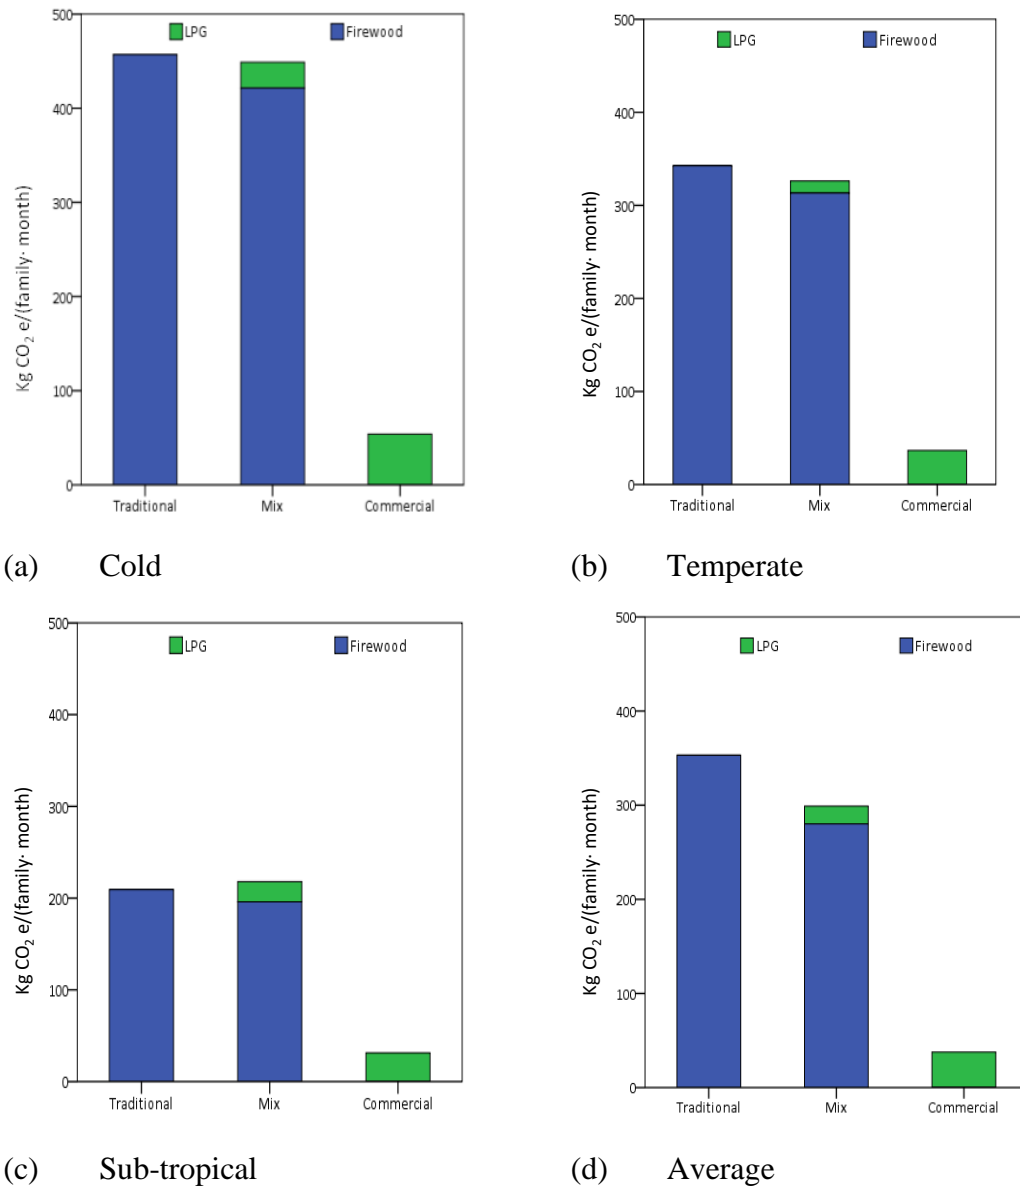 500
LPG Firewood
400
300
200
100
0
Kg CO₂ e/(family· month)
Traditional Mix Commercial
(a) Cold
500
LPG Firewood
400
300
200
100
0
Kg CO₂ e/(family· month)
Traditional Mix Commercial
(b) Temperate
500
LPG Firewood
400
300
200
100
0
Kg CO₂ e/(family· month)
Traditional Mix Commercial
(c) Sub-tropical
500
LPG Firewood
400
300
200
100
0
Kg CO₂ e/(family· month)
Traditional Mix Commercial
(d) Average